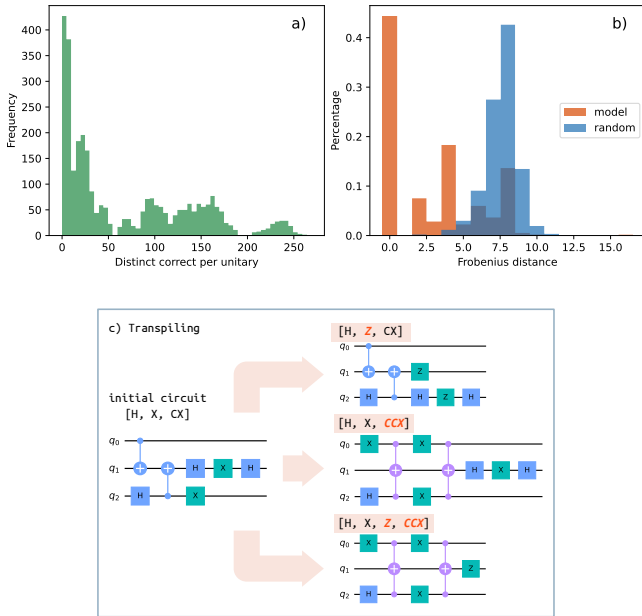 a)
Frequency
400
350
300
250
200
150
100
50
0
0 50 100 150 200 250
Distinct correct per unitary
b)
Percentage
0.4
0.3
0.2
0.1
0.0
model
random
0.0 2.5 5.0 7.5 10.0 12.5 15.0
Frobenius distance
c) Transpiling
initial circuit
[H, X, CX]
q0
q1 H X H
q2 H X
[H, Z, CX]
q0
q1 Z
q2 H H Z H
[H, X, CCX]
q0 X X
q1 H X H
q2 H
[H, X, Z, CCX]
q0 X X
q1 Z
q2 H